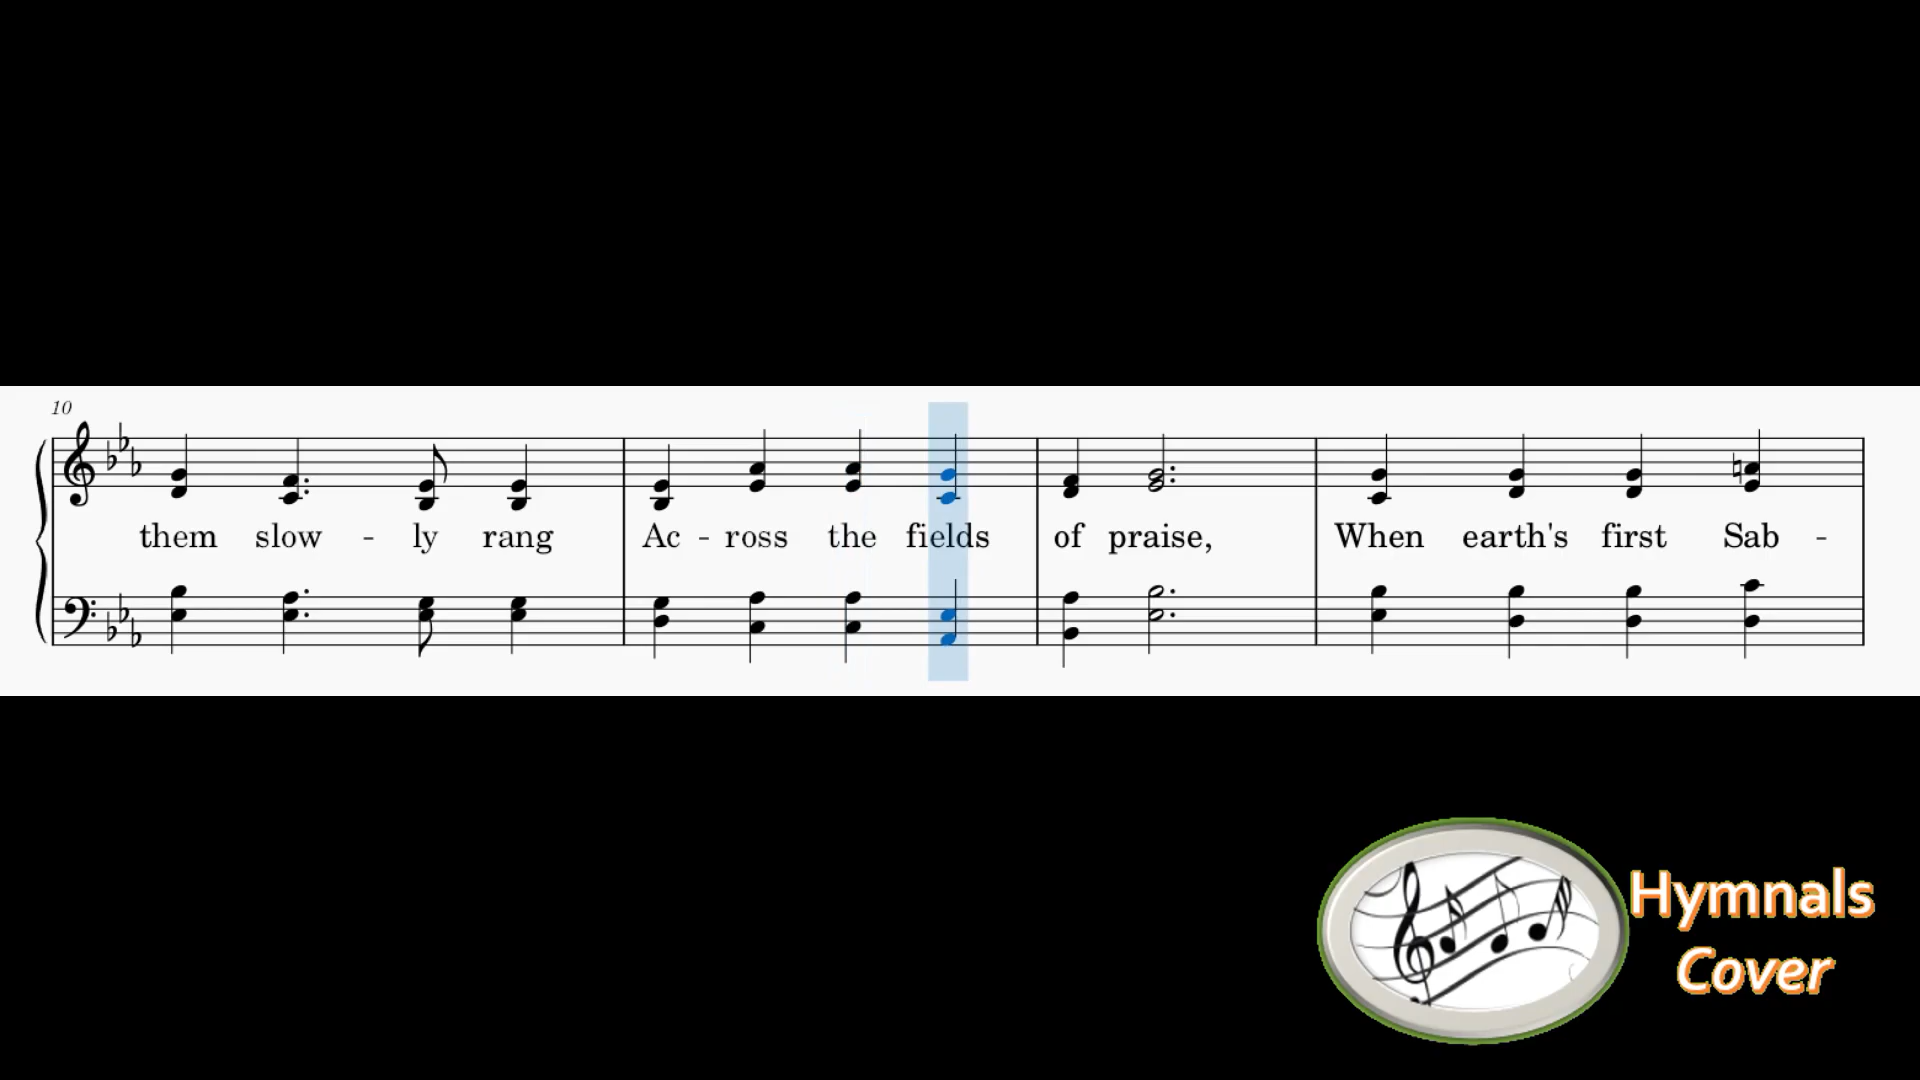 10
them slow - ly rang Ac - ross the fields of praise, When earth's first Sab -
Hymnals
Cover